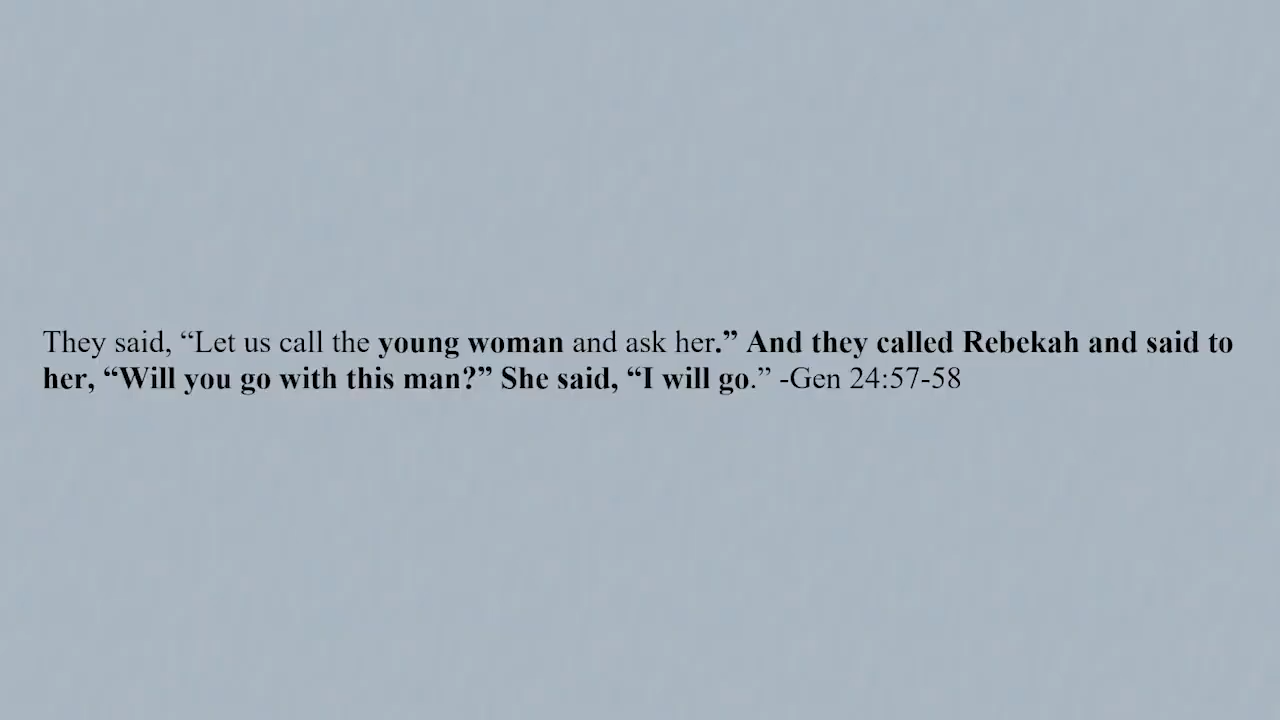 They said, “Let us call the young woman and ask her.” And they called Rebekah and said to
her, “Will you go with this man?” She said, “I will go.” -Gen 24:57-58